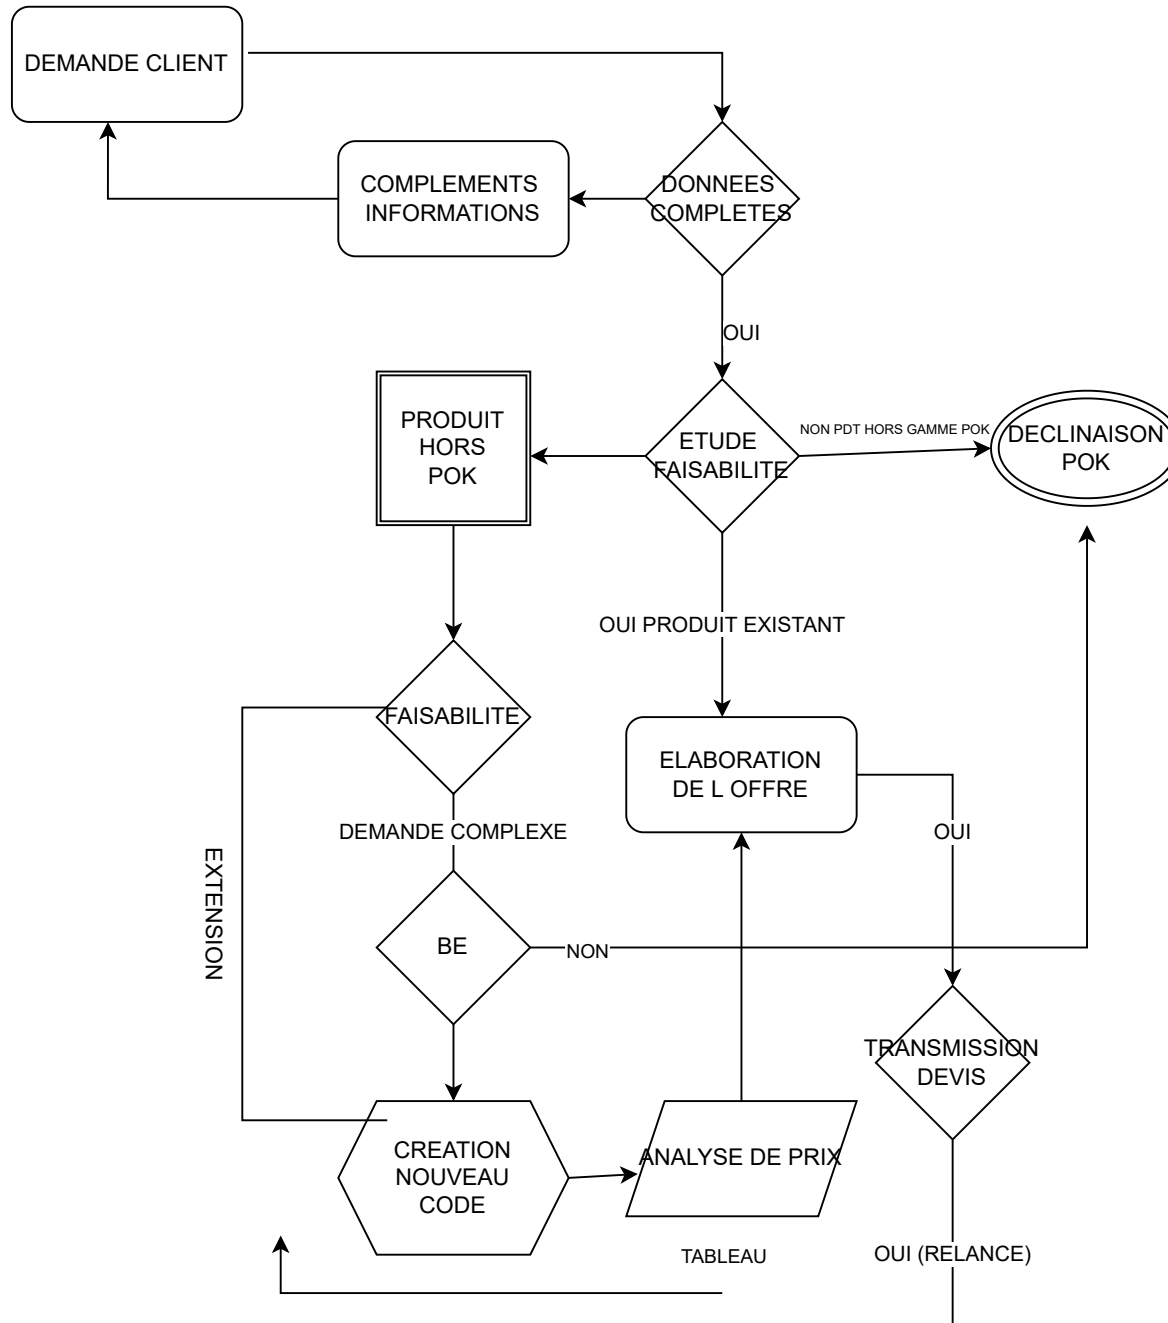 DEMANDE CLIENT
COMPLEMENTS
INFORMATIONS
DONNEES
COMPLETES
OUI
PRODUIT
HORS
POK
ETUDE
FAISABILITE
NON PDT HORS GAMME POK
DECLINAISON
POK
OUI PRODUIT EXISTANT
FAISABILITE
ELABORATION
DE L OFFRE
DEMANDE COMPLEXE
OUI
EXTENSION
BE
NON
TRANSMISSION
DEVIS
CREATION
NOUVEAU
CODE
ANALYSE DE PRIX
TABLEAU
OUI (RELANCE)